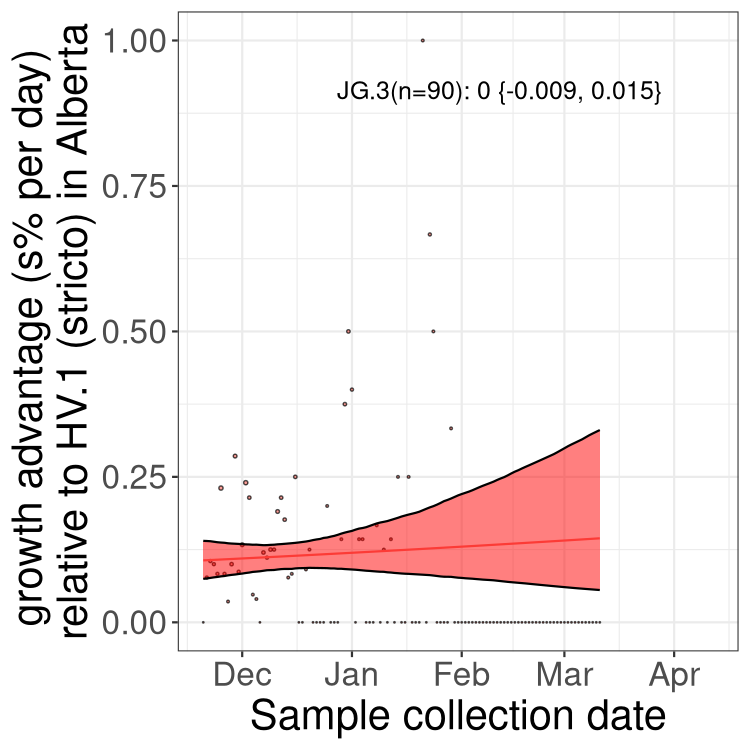 growth advantage (s% per day)
relative to HV.1 (stricto) in Alberta
1.00
0.75
0.50
0.25
0.00
JG.3(n=90): 0 {-0.009, 0.015}
Dec Jan Feb Mar Apr
Sample collection date